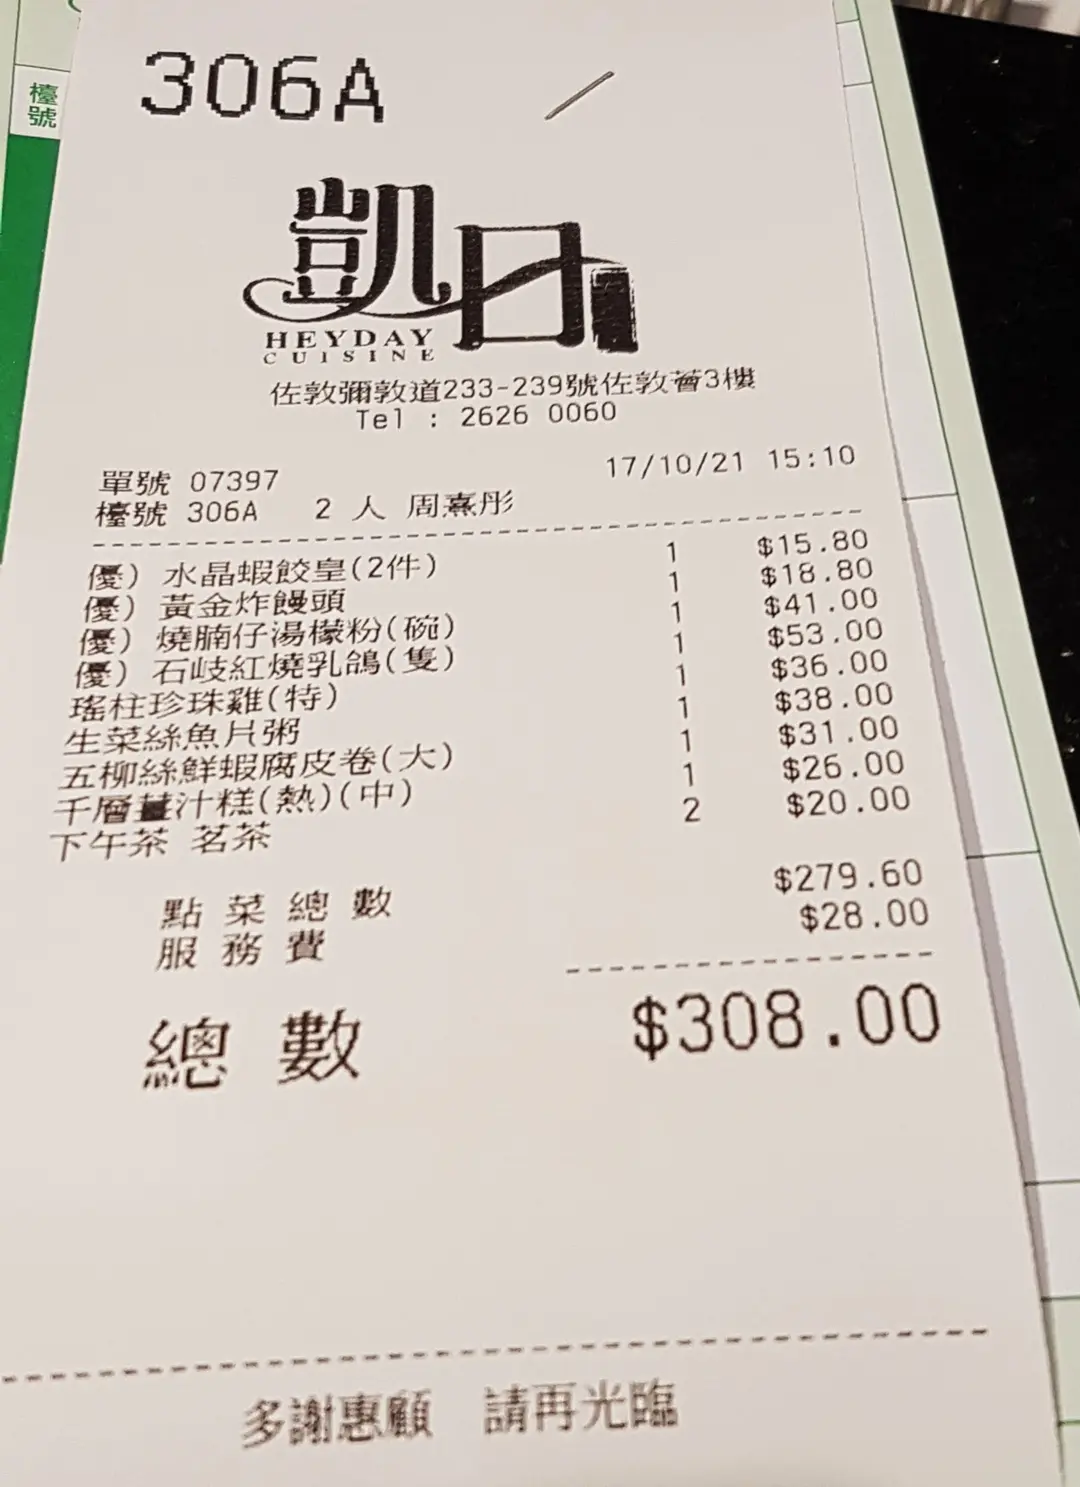 檯號
306A
凱日
HEYDAY
CUISINE
佐敦彌敦道233-239號佐敦薈3樓
Tel : 2626 0060
單號 07397 17/10/21 15:10
檯號 306A 2 人 周熹彤
優) 水晶蝦餃皇(2件) 1 $15.80
優) 黃金炸饅頭 1 $18.80
優) 燒腩仔湯檬粉(碗) 1 $41.00
優) 石岐紅燒乳鴿(隻) 1 $53.00
瑤柱珍珠雞(特) 1 $36.00
生菜絲魚片粥 1 $38.00
五柳絲鮮蝦腐皮卷(大) 1 $31.00
千層薑汁糕(熱)(中) 1 $26.00
下午茶 茗茶 2 $20.00
點菜總數 $279.60
服務費 $28.00
總數 $308.00
多謝惠顧 請再光臨